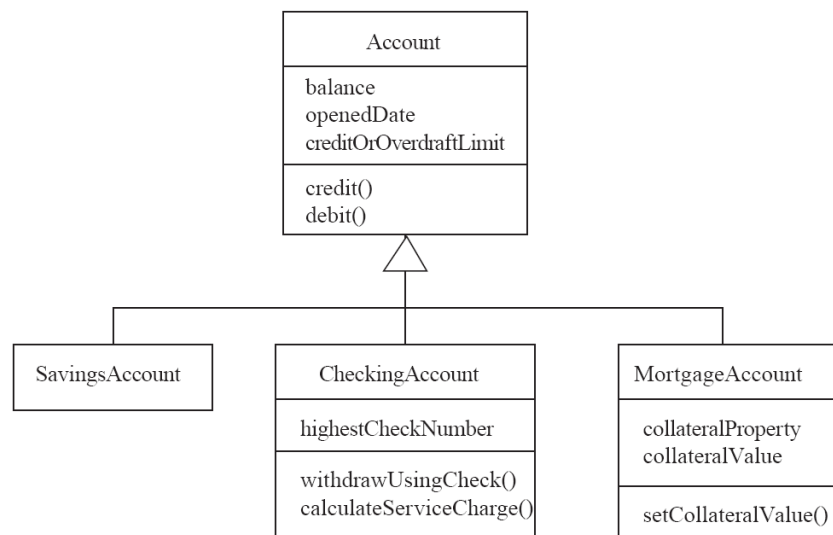 Account
balance
openedDate
creditOrOverdraftLimit
credit()
debit()
SavingsAccount
CheckingAccount
highestCheckNumber
withdrawUsingCheck()
calculateServiceCharge()
MortgageAccount
collateralProperty
collateralValue
setCollateralValue()